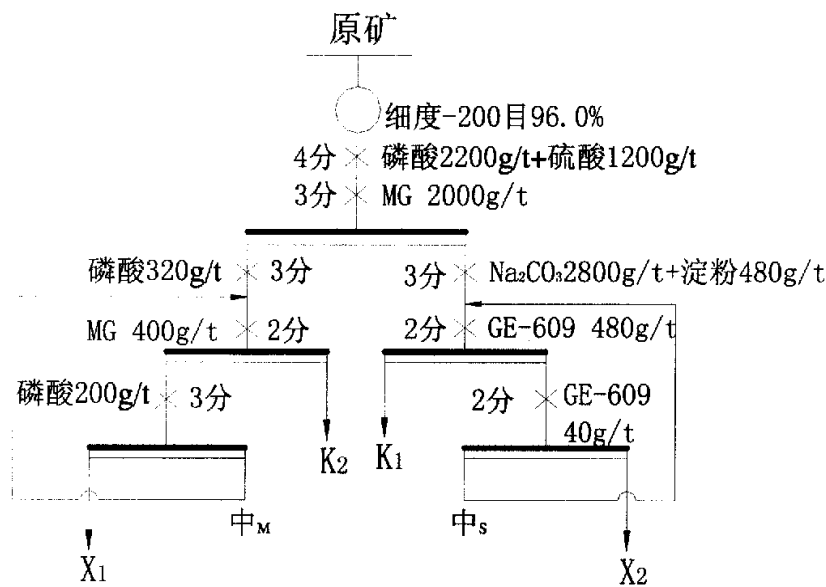 原矿
细度-200目96.0%
4分 磷酸2200g/t+硫酸1200g/t
3分 MG 2000g/t
磷酸320g/t 3分 3分 Na₂CO₃2800g/t+淀粉480g/t
MG 400g/t 2分 2分 GE-609 480g/t
磷酸200g/t 3分 2分 GE-609
40g/t
K₂ K₁
中M 中S
X₁ X₂